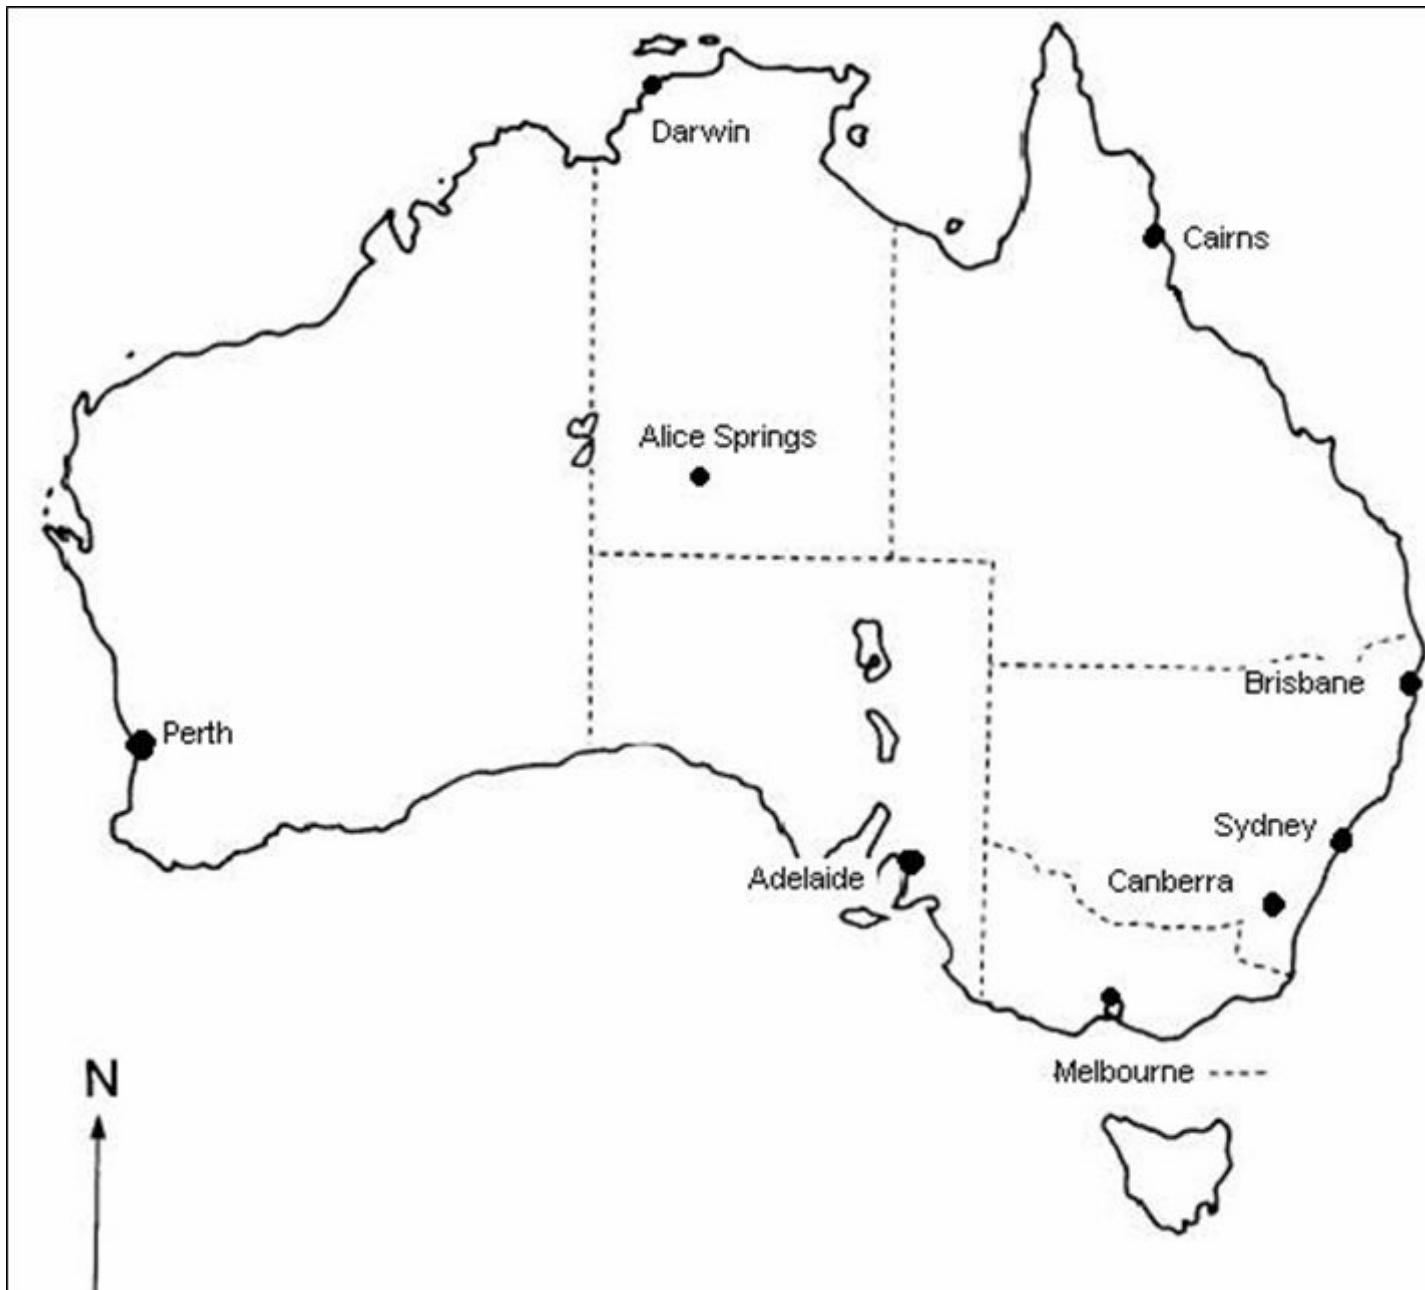 Darwin
Cairns
Alice Springs
Brisbane
Perth
Sydney
Adelaide
Canberra
Melbourne
N